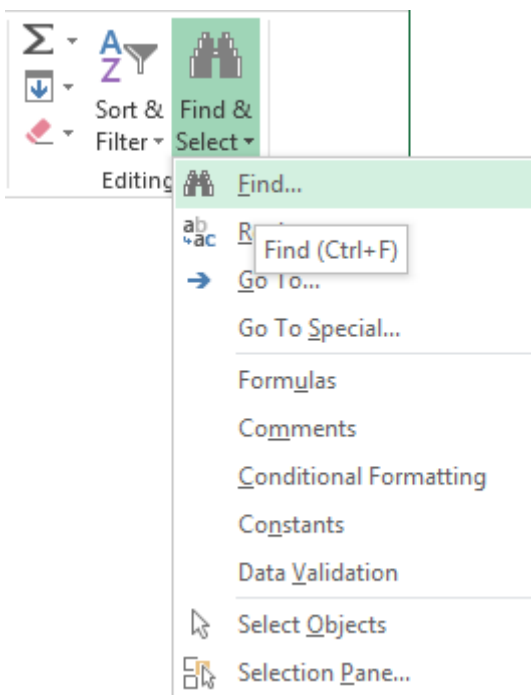 Sort & Filter
Find & Select
Editing
Find...
Find (Ctrl+F)
Go To...
Go To Special...
Formulas
Comments
Conditional Formatting
Constants
Data Validation
Select Objects
Selection Pane...